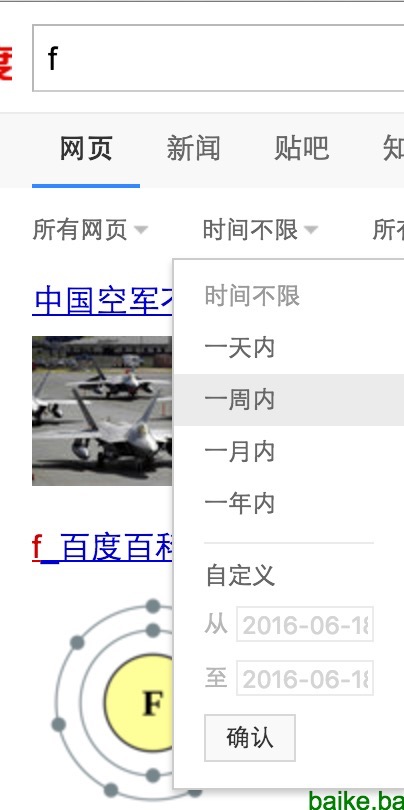 度
f
网页 新闻 贴吧
所有网页 时间不限 所
中国空军
时间不限
一天内
一周内
一月内
一年内
f_百度百科
自定义
从 2016-06-18
至 2016-06-18
F
确认
baike.ba